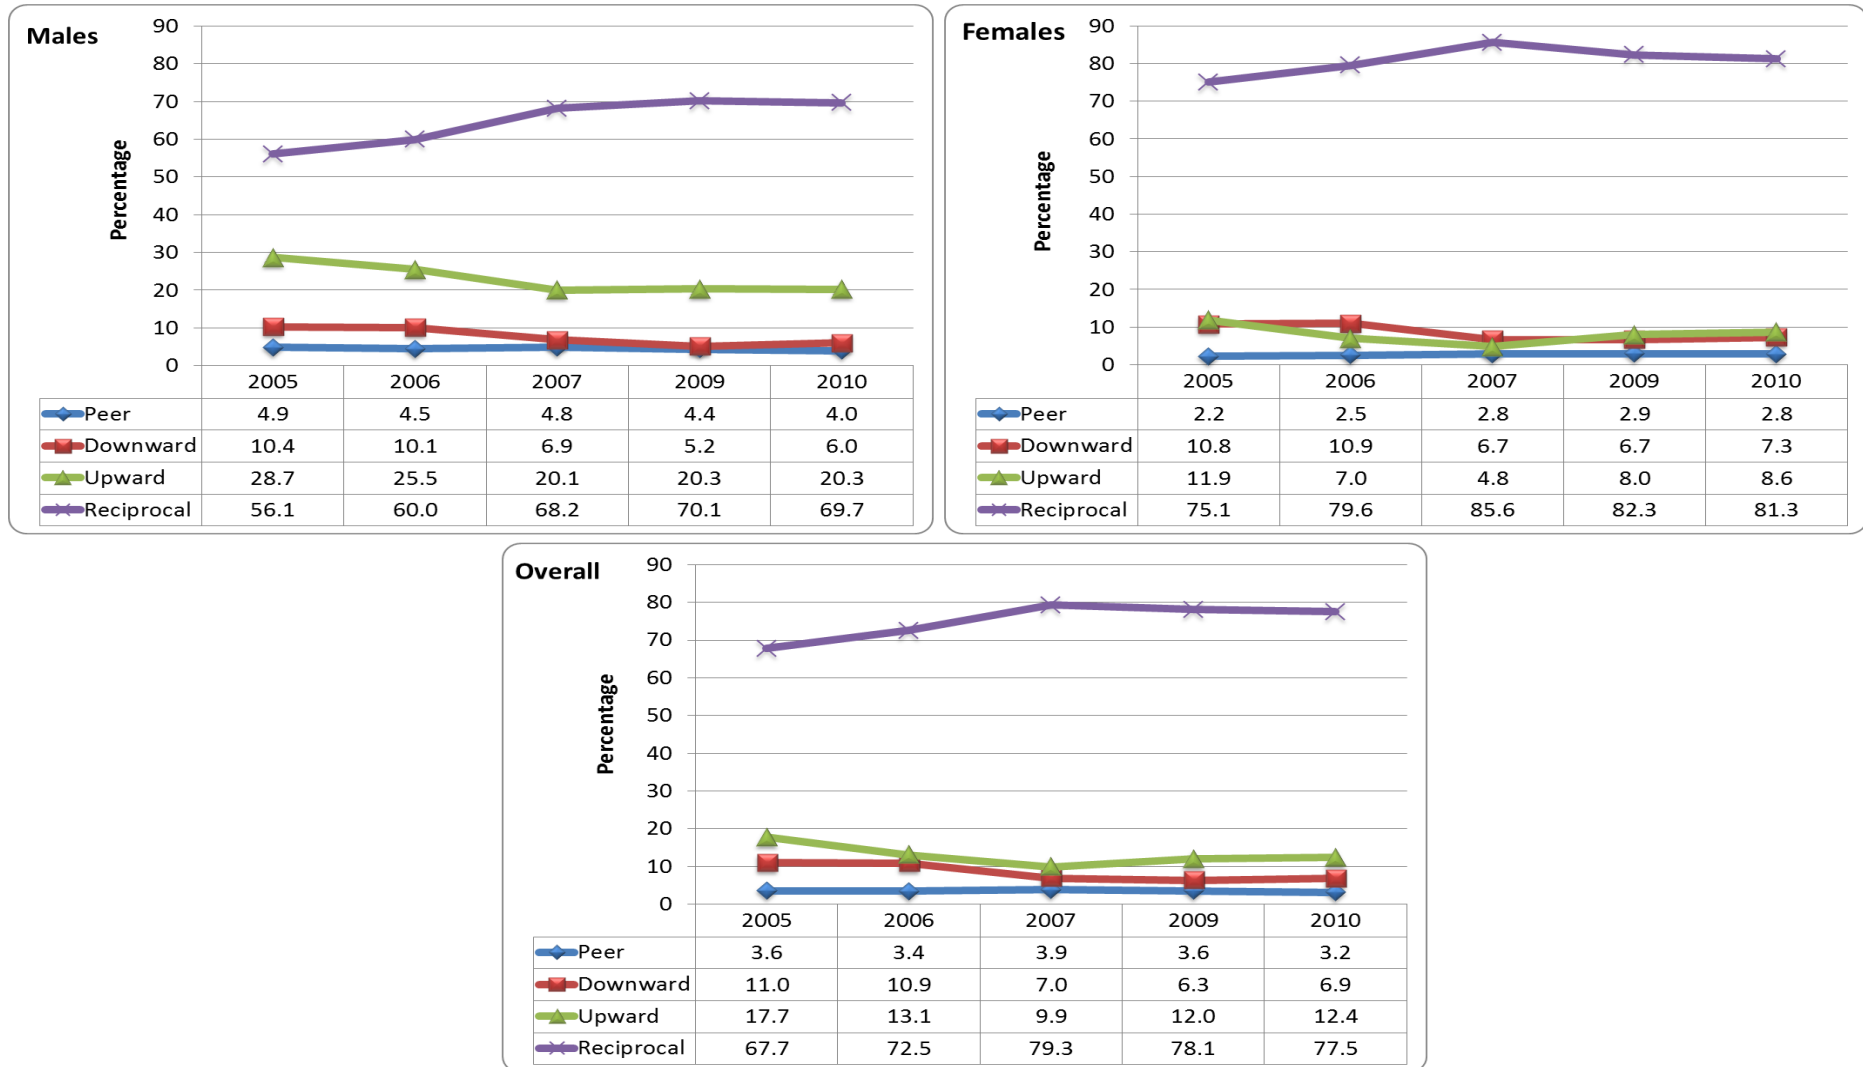 Males
Percentage
90
80
70
60
50
40
30
20
10
0
2005 2006 2007 2009 2010
Peer 4.9 4.5 4.8 4.4 4.0
Downward 10.4 10.1 6.9 5.2 6.0
Upward 28.7 25.5 20.1 20.3 20.3
Reciprocal 56.1 60.0 68.2 70.1 69.7
Females
Percentage
90
80
70
60
50
40
30
20
10
0
2005 2006 2007 2009 2010
Peer 2.2 2.5 2.8 2.9 2.8
Downward 10.8 10.9 6.7 6.7 7.3
Upward 11.9 7.0 4.8 8.0 8.6
Reciprocal 75.1 79.6 85.6 82.3 81.3
Overall
Percentage
90
80
70
60
50
40
30
20
10
0
2005 2006 2007 2009 2010
Peer 3.6 3.4 3.9 3.6 3.2
Downward 11.0 10.9 7.0 6.3 6.9
Upward 17.7 13.1 9.9 12.0 12.4
Reciprocal 67.7 72.5 79.3 78.1 77.5